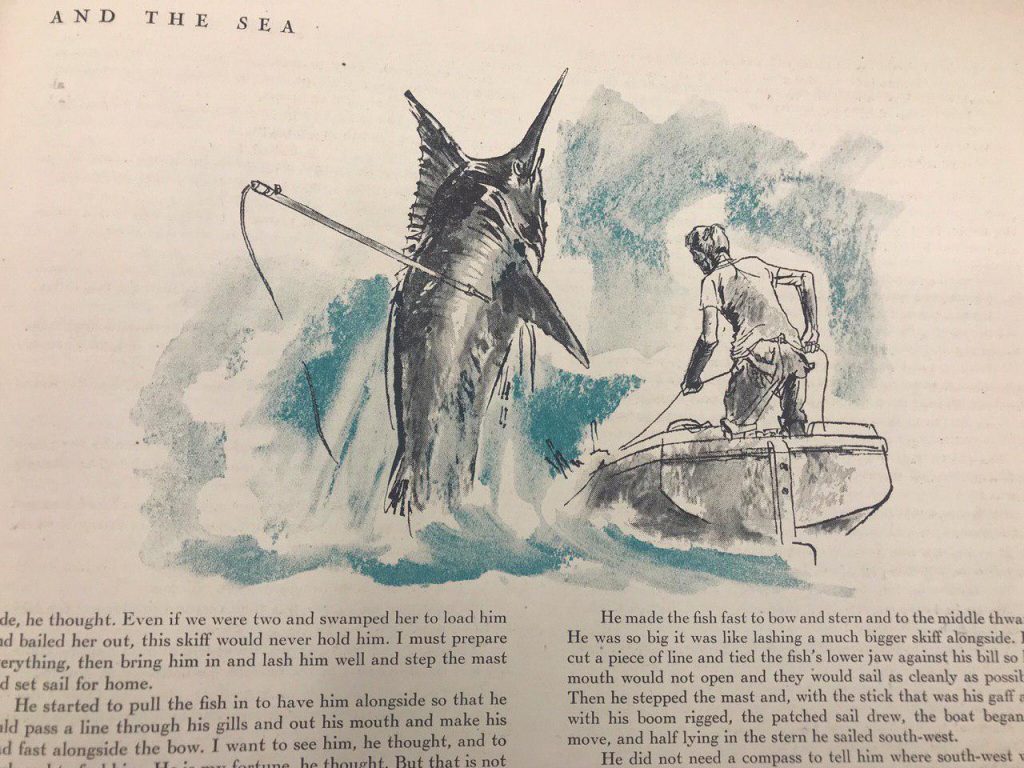 AND THE SEA
de, he thought. Even if we were two and swamped her to load him
nd bailed her out, this skiff would never hold him. I must prepare
erything, then bring him in and lash him well and step the mast
d set sail for home.
He started to pull the fish in to have him alongside so that he
uld pass a line through his gills and out his mouth and make his
d fast alongside the bow. I want to see him, he thought, and to
him. He is my fortune, he thought. But that is not
He made the fish fast to bow and stern and to the middle thwa
He was so big it was like lashing a much bigger skiff alongside.
cut a piece of line and tied the fish's lower jaw against his bill so
mouth would not open and they would sail as cleanly as possib
Then he stepped the mast and, with the stick that was his gaff a
with his boom rigged, the patched sail drew, the boat began
move, and half lying in the stern he sailed south-west.
He did not need a compass to tell him where south-west